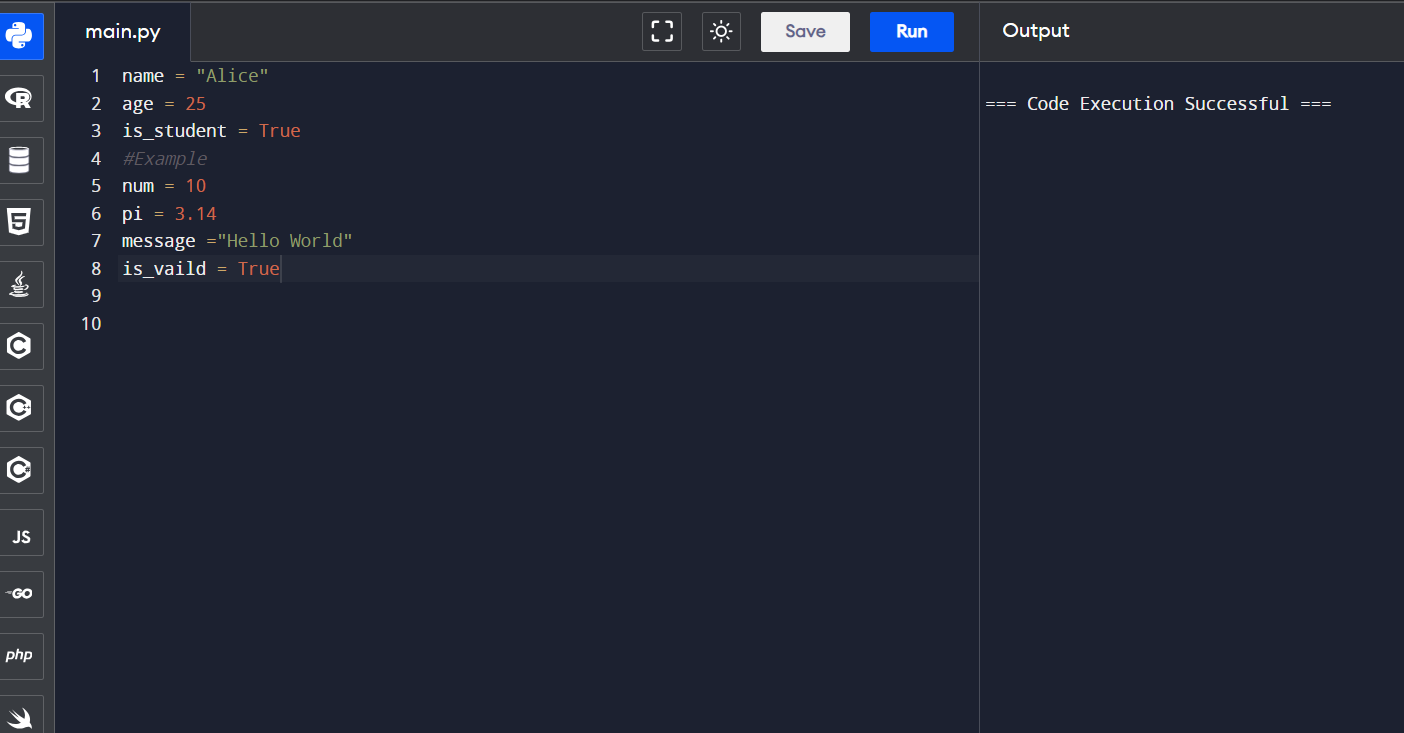 main.py
Save
Run
Output
1 name = "Alice"
2 age = 25
3 is_student = True
4 #Example
5 num = 10
6 pi = 3.14
7 message ="Hello World"
8 is_vaild = True
9
10
=== Code Execution Successful ===
R
5
C
C
C
JS
GO
php